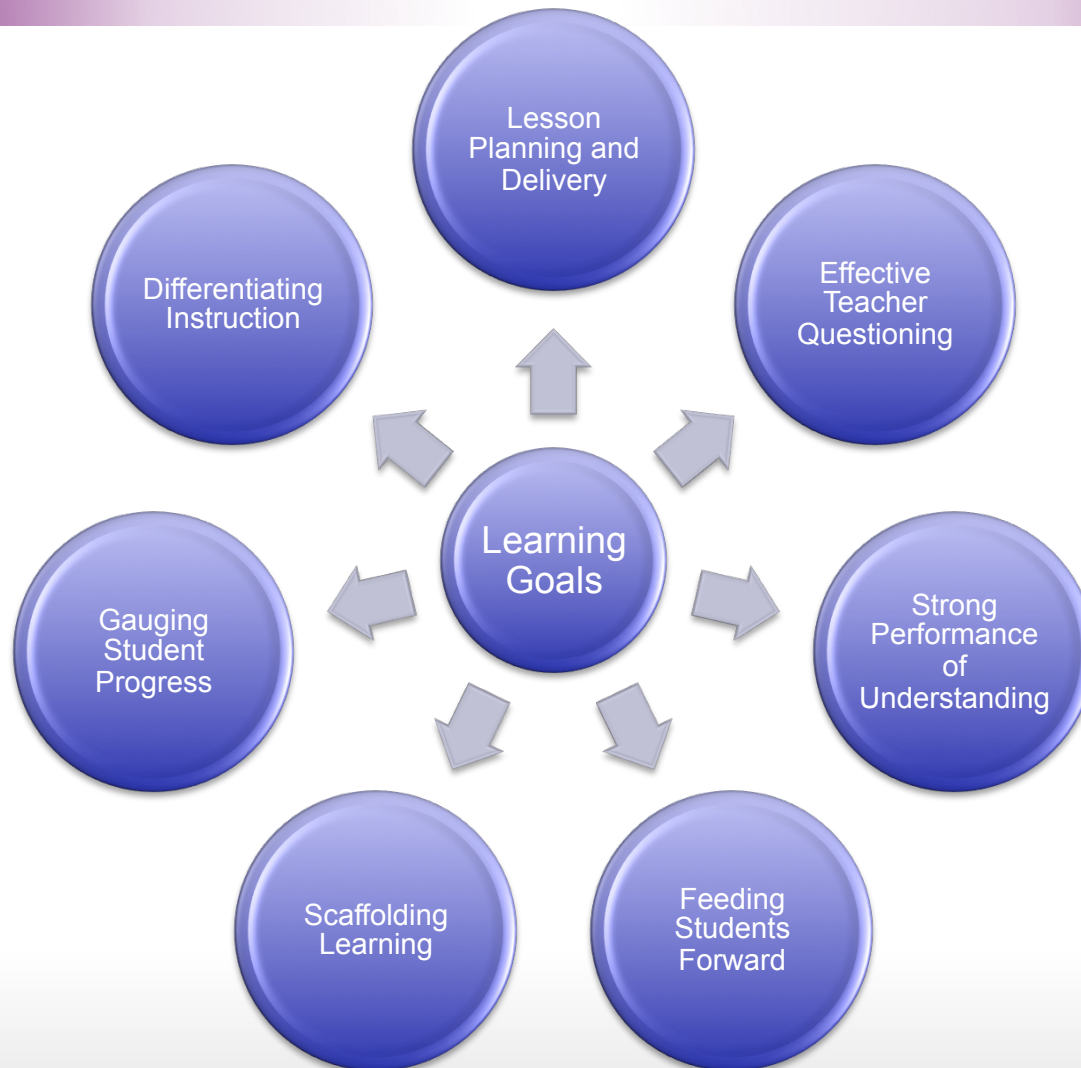 Lesson
Planning and
Delivery
Effective
Teacher
Questioning
Strong
Performance
of
Understanding
Feeding
Students
Forward
Scaffolding
Learning
Gauging
Student
Progress
Differentiating
Instruction
Learning
Goals